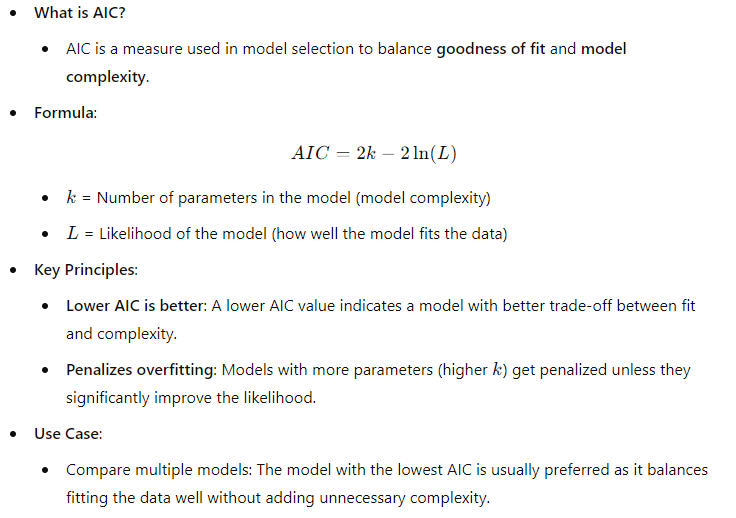 • What is AIC?
• AIC is a measure used in model selection to balance goodness of fit and model
complexity.
• Formula:
AIC = 2k − 2 ln(L)
• k = Number of parameters in the model (model complexity)
• L = Likelihood of the model (how well the model fits the data)
• Key Principles:
• Lower AIC is better: A lower AIC value indicates a model with better trade-off between fit
and complexity.
• Penalizes overfitting: Models with more parameters (higher k) get penalized unless they
significantly improve the likelihood.
• Use Case:
• Compare multiple models: The model with the lowest AIC is usually preferred as it balances
fitting the data well without adding unnecessary complexity.